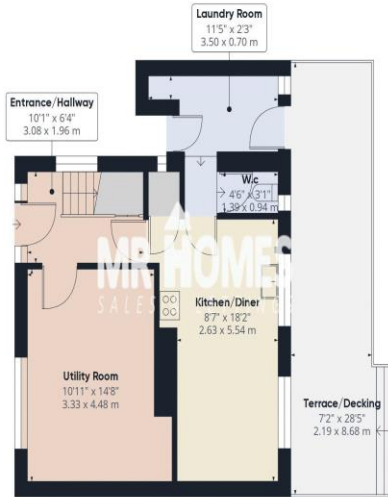 Laundry Room
11'5" x 2'3"
3.50 x 0.70 m
Entrance/Hallway
10'1" x 6'4"
3.08 x 1.96 m
W.c
4'6" x 3'1"
1.39 x 0.94 m
MR HOMES
SALES
Kitchen/Diner
8'7" x 18'2"
2.63 x 5.54 m
Utility Room
10'11" x 14'8"
3.33 x 4.48 m
Terrace/Decking
7'2" x 28'5"
2.19 x 8.68 m